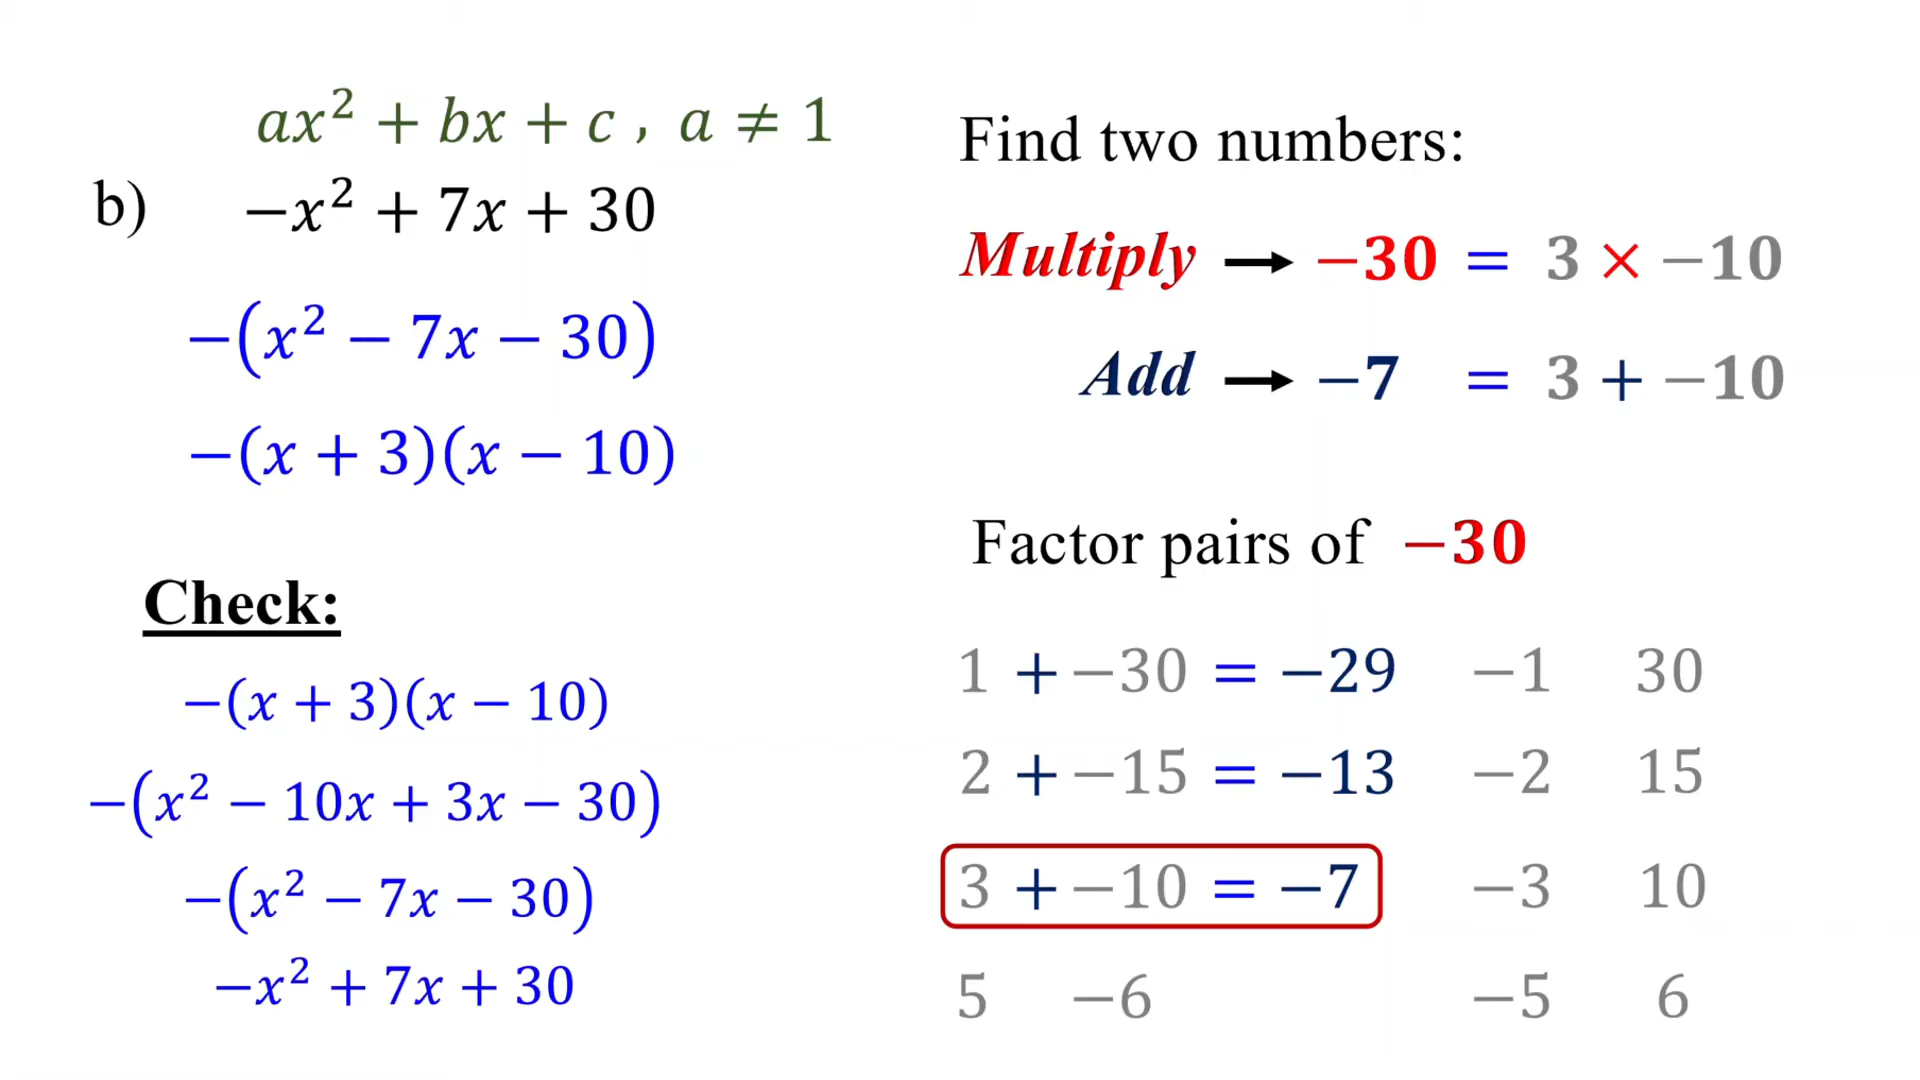 ax² + bx + c , a ≠ 1
b) −x² + 7x + 30
−(x² − 7x − 30)
−(x + 3)(x − 10)
Check:
−(x + 3)(x − 10)
−(x² − 10x + 3x − 30)
−(x² − 7x − 30)
−x² + 7x + 30
Find two numbers:
Multiply → −30 = 3 × −10
Add → −7 = 3 + −10
Factor pairs of −30
1 + −30 = −29 −1 30
2 + −15 = −13 −2 15
3 + −10 = −7 −3 10
5 −6 −5 6